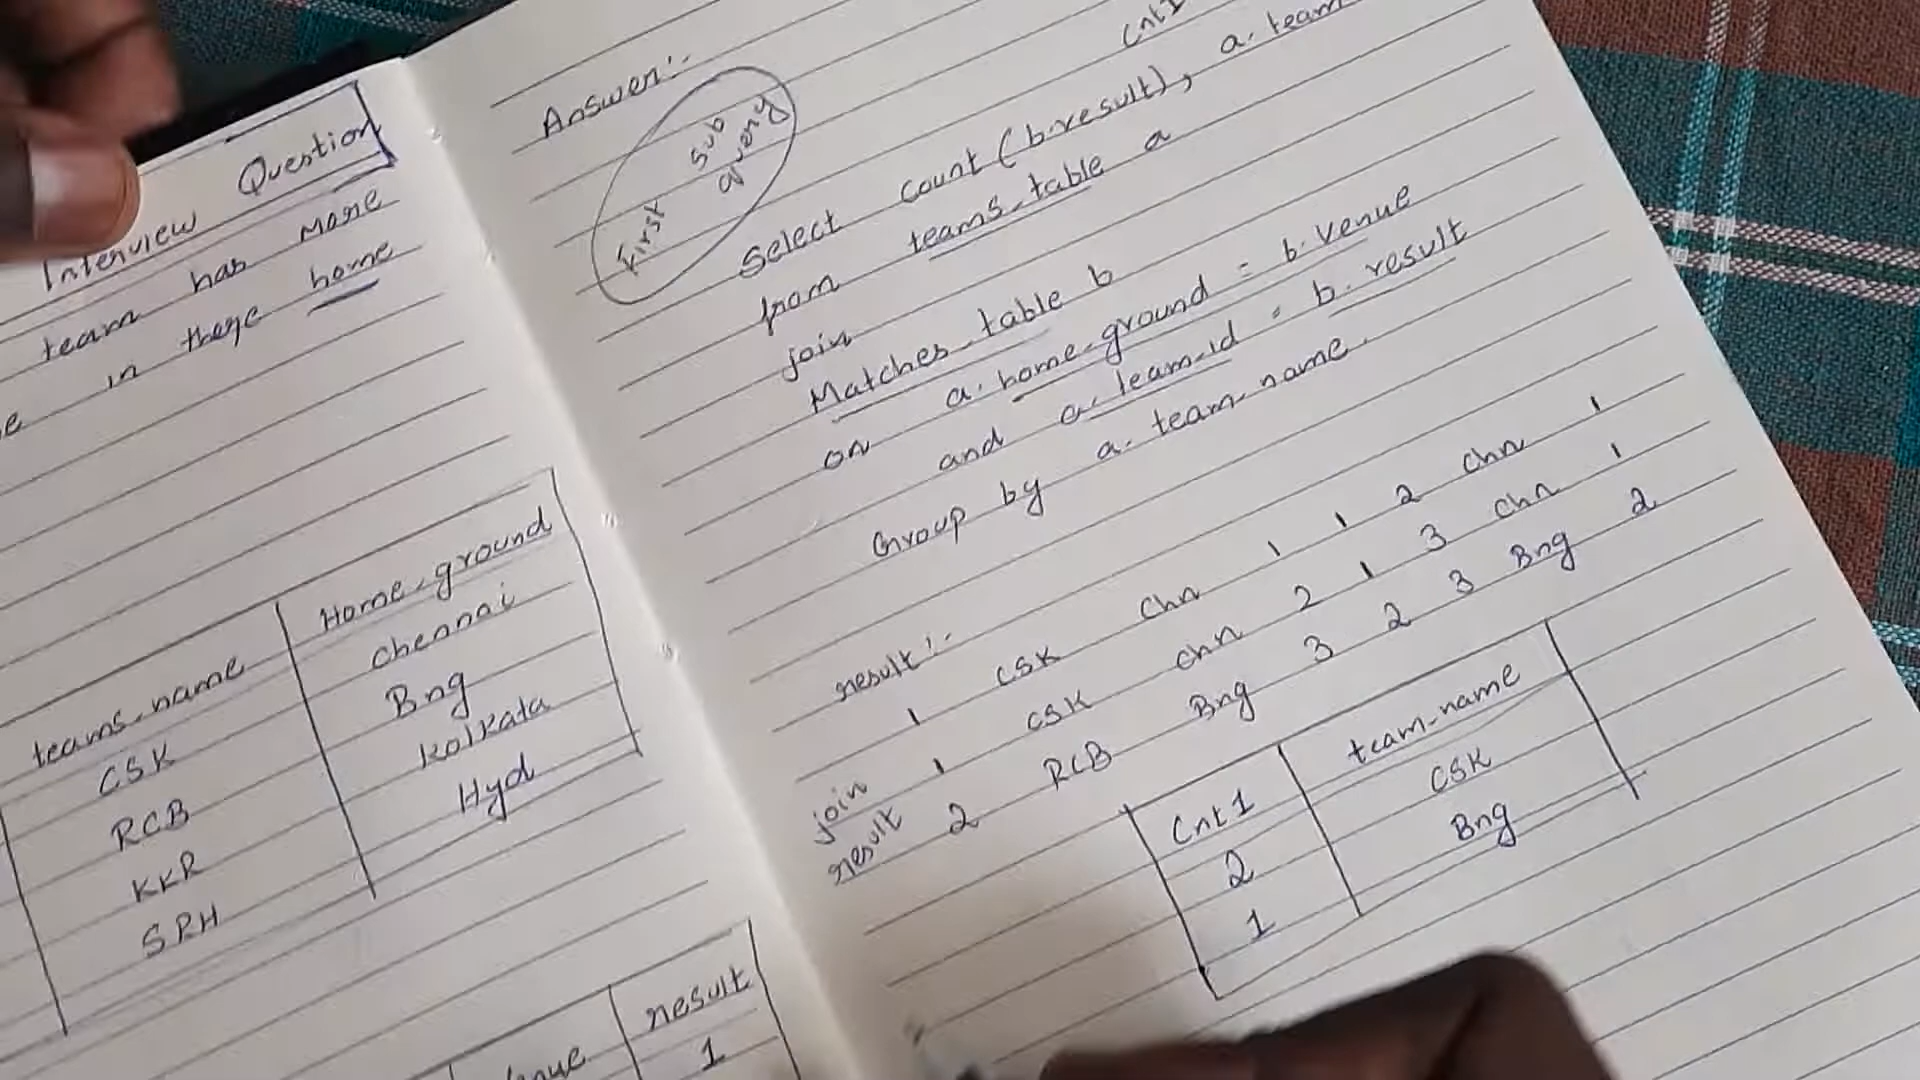 Interview Question
team has more
in there home
teams_name Home_ground
CSK Chennai
RCB Bng
KKR Kolkata
SRH Hyd
result
1
Answer:-
First Sub Query
Cnt1
Select count (b.result), a.team
from teams_table a
join
Matches_table b
on a.home_ground = b.venue
and a.team_id = b.result
Group by a.team_name.
result:-
1 CSK Chn 1 1 2 Chn 1
1 CSK Chn 2 1 3 Chn 1
join result
2 RCB Bng 3 2 3 Bng 2
Cnt1 team_name
2 CSK
1 Bng